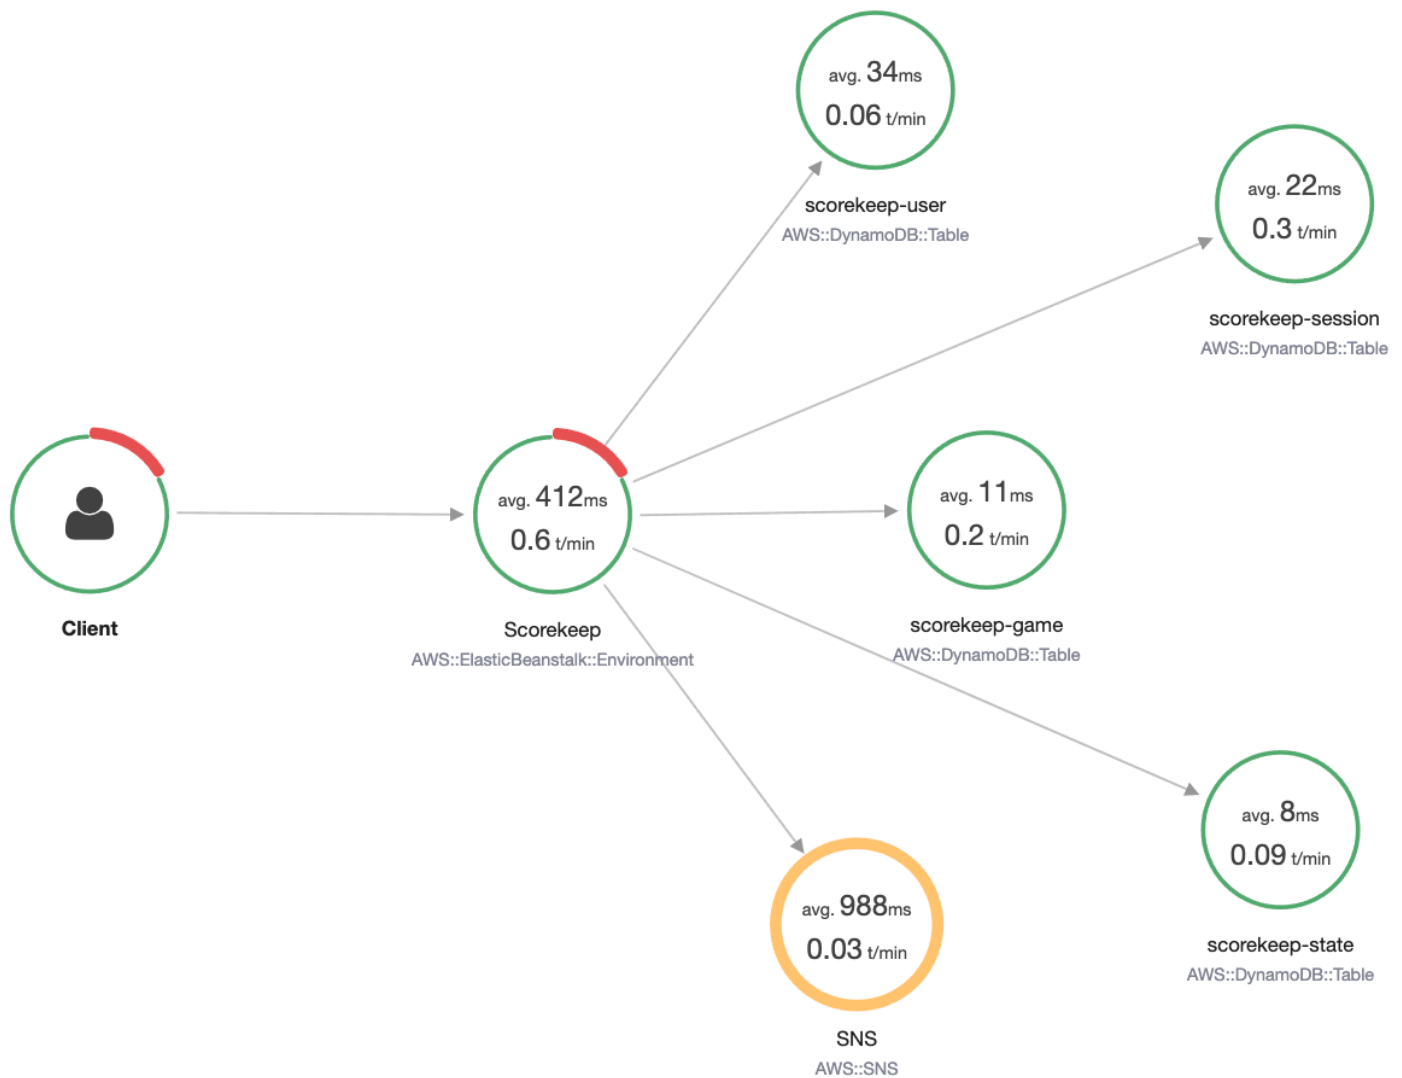 avg. 34ms
0.06 t/min
scorekeep-user
AWS::DynamoDB::Table
avg. 22ms
0.3 t/min
scorekeep-session
AWS::DynamoDB::Table
Client
avg. 412ms
0.6 t/min
Scorekeep
AWS::ElasticBeanstalk::Environment
avg. 11ms
0.2 t/min
scorekeep-game
AWS::DynamoDB::Table
avg. 8ms
0.09 t/min
scorekeep-state
AWS::DynamoDB::Table
avg. 988ms
0.03 t/min
SNS
AWS::SNS